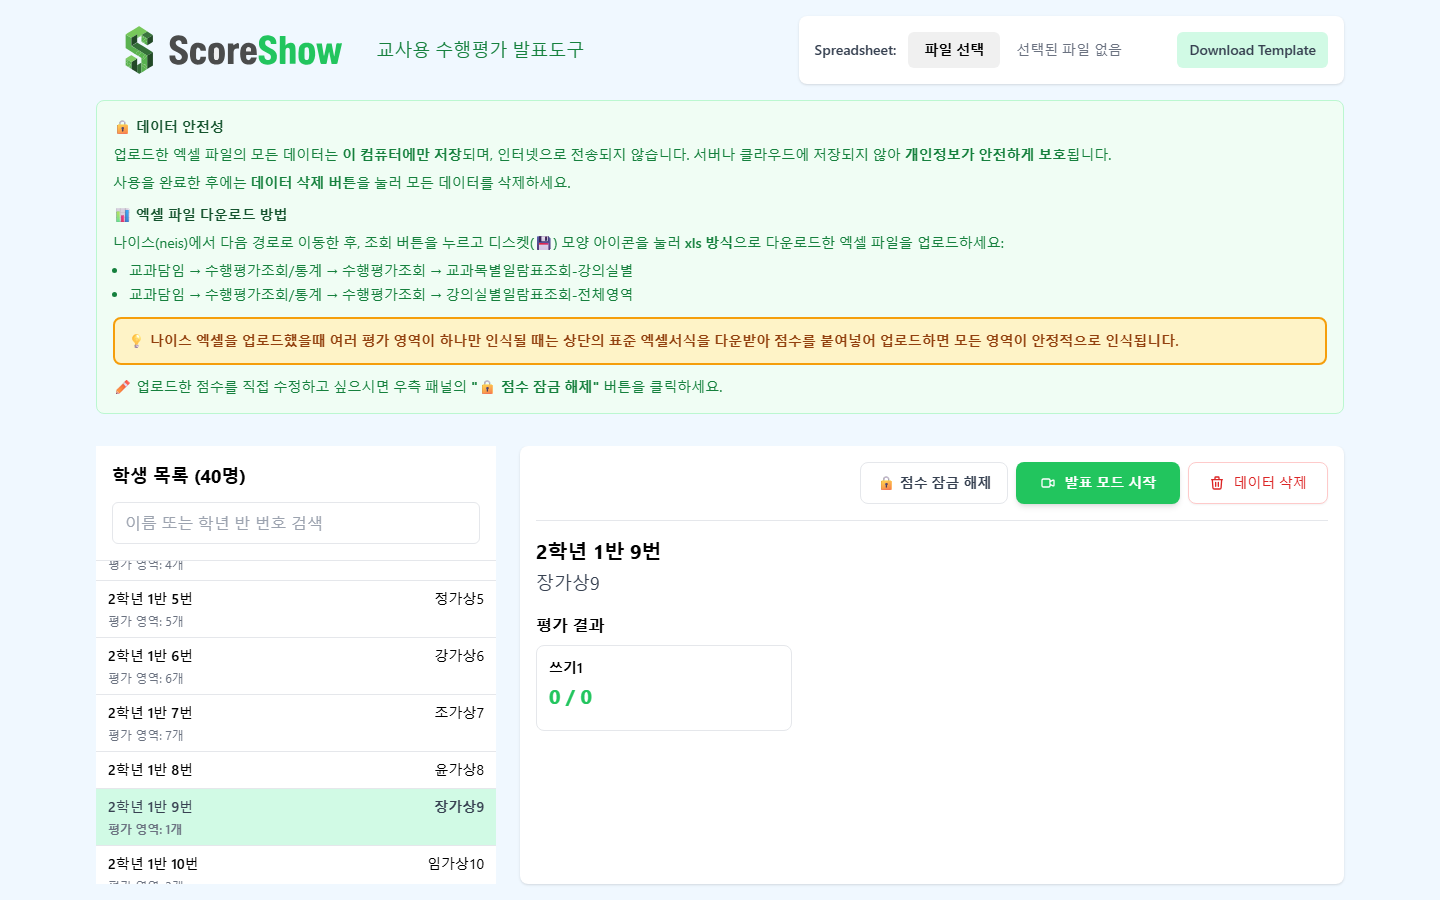 ScoreShow
교사용 수행평가 발표도구
Spreadsheet: 파일 선택 선택된 파일 없음 Download Template
🔒 데이터 안전성
업로드한 엑셀 파일의 모든 데이터는 이 컴퓨터에만 저장되며, 인터넷으로 전송되지 않습니다. 서버나 클라우드에 저장되지 않아 개인정보가 안전하게 보호됩니다.
사용을 완료한 후에는 데이터 삭제 버튼을 눌러 모든 데이터를 삭제하세요.
📊 엑셀 파일 다운로드 방법
나이스(neis)에서 다음 경로로 이동한 후, 조회 버튼을 누르고 디스켓(💾) 모양 아이콘을 눌러 xls 방식으로 다운로드한 엑셀 파일을 업로드하세요:
• 교과담임 → 수행평가조회/통계 → 수행평가조회 → 교과목별일람표조회-강의실별
• 교과담임 → 수행평가조회/통계 → 수행평가조회 → 강의실별일람표조회-전체영역
💡 나이스 엑셀을 업로드했을때 여러 평가 영역이 하나만 인식될 때는 상단의 표준 엑셀서식을 다운받아 점수를 붙여넣어 업로드하면 모든 영역이 안정적으로 인식됩니다.
✏️ 업로드한 점수를 직접 수정하고 싶으시면 우측 패널의 "🔒 점수 잠금 해제" 버튼을 클릭하세요.
학생 목록 (40명)
이름 또는 학년 반 번호 검색
평가 영역: 4개
2학년 1반 5번 정가상5
평가 영역: 5개
2학년 1반 6번 강가상6
평가 영역: 6개
2학년 1반 7번 조가상7
평가 영역: 7개
2학년 1반 8번 윤가상8
2학년 1반 9번 장가상9
평가 영역: 1개
2학년 1반 10번 임가상10
🔒 점수 잠금 해제
발표 모드 시작
데이터 삭제
2학년 1반 9번
장가상9
평가 결과
쓰기1
0 / 0